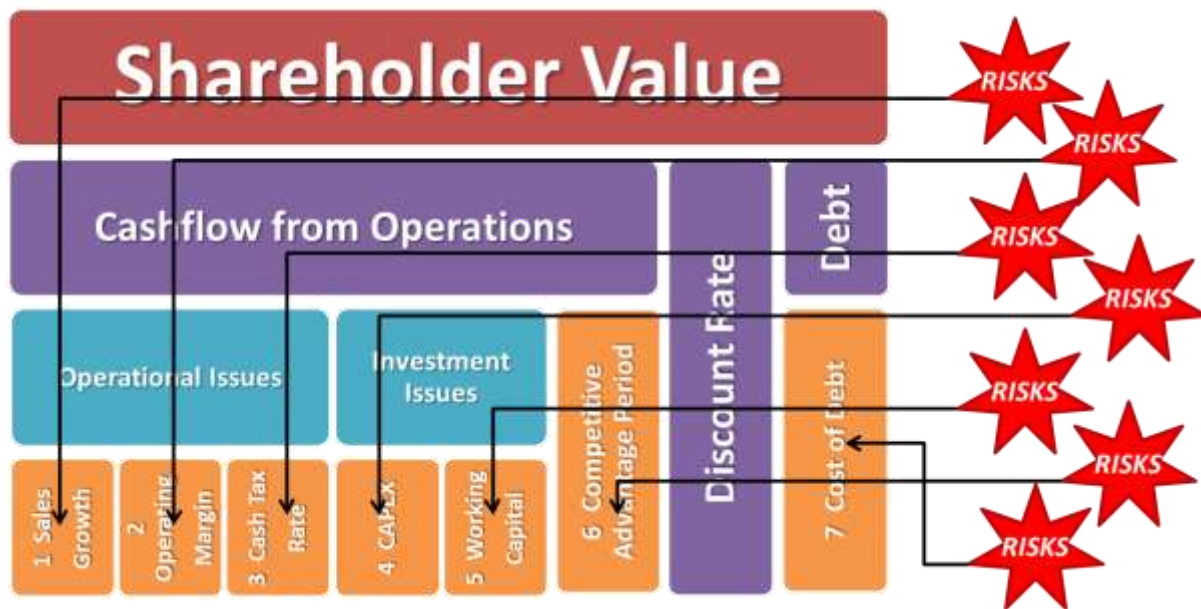 Shareholder Value
RISKS
RISKS
Cashflow from Operations
Discount Rate
Debt
RISKS
RISKS
Operational Issues
Investment
Issues
RISKS
RISKS
RISKS
1 Sales
Growth
2
Operating
Margin
3 Cash Tax
Rate
4 CAPEX
5 Working
Capital
6 Competitive
Advantage Period
7 Cost of Debt